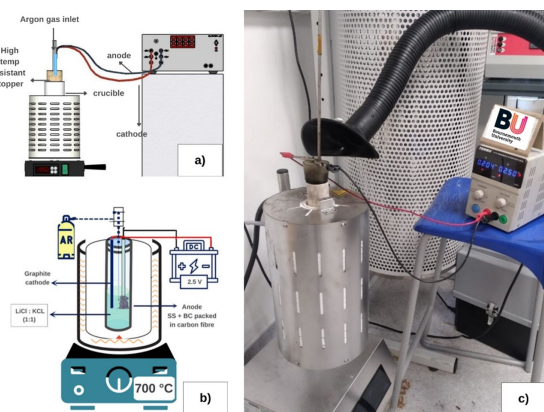 Argon gas inlet
High
temp
sistant
topper
anode
crucible
cathode
a)
AR
DC
2.5 V
Graphite
cathode
LiCl : KCL
(1:1)
Anode
SS + BC packed
in carbon fibre
700 °C
b)
BU
Bournemouth
University
c)